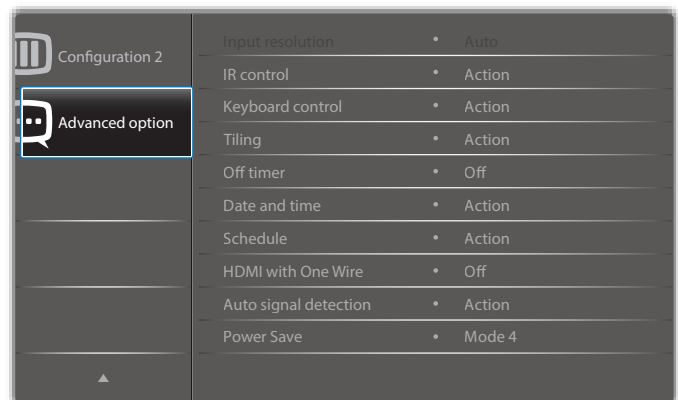 Configuration 2
Advanced option
Input resolution • Auto
IR control • Action
Keyboard control • Action
Tiling • Action
Off timer • Off
Date and time • Action
Schedule • Action
HDMI with One Wire • Off
Auto signal detection • Action
Power Save • Mode 4